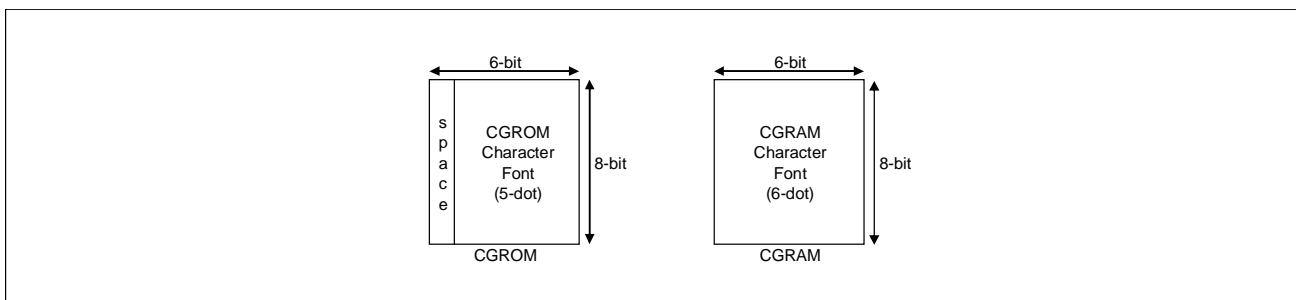 6-bit
space
CGROM
Character
Font
(5-dot)
8-bit
CGROM
6-bit
CGRAM
Character
Font
(6-dot)
8-bit
CGRAM